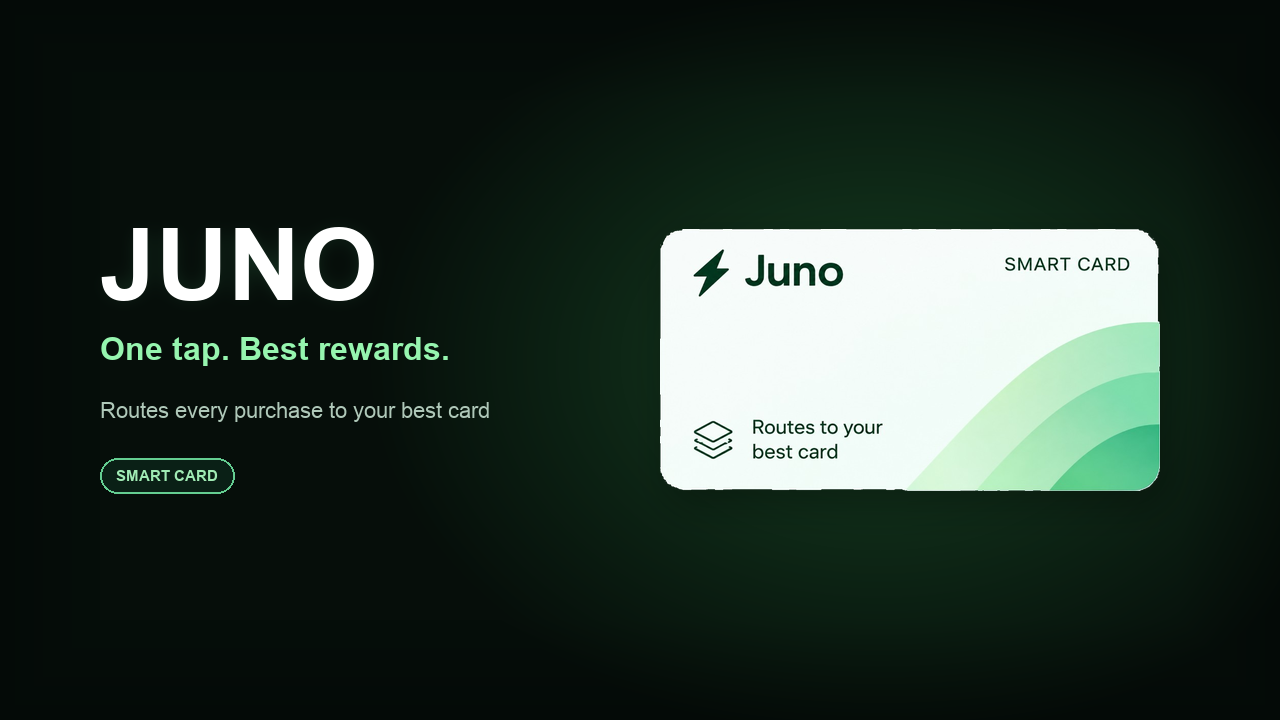 JUNO
One tap. Best rewards.
Routes every purchase to your best card
SMART CARD
Juno
SMART CARD
Routes to your
best card